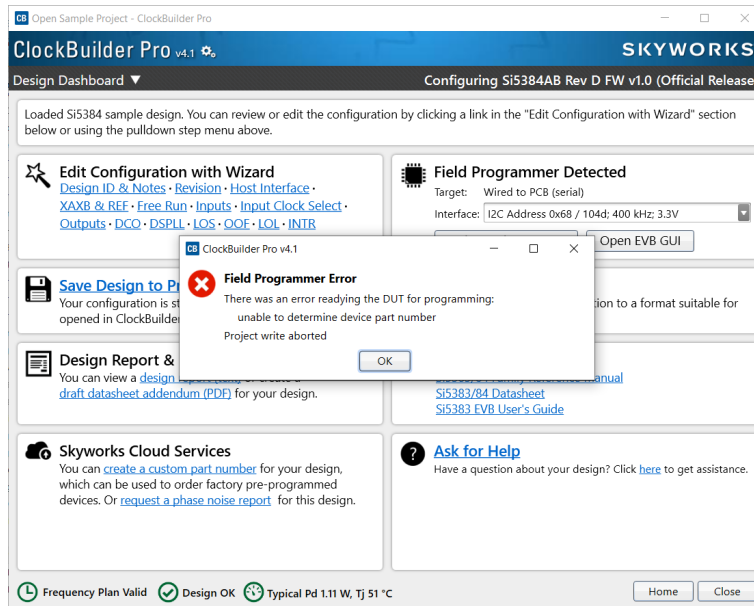 CB Open Sample Project - ClockBuilder Pro
ClockBuilder Pro v4.1
SKYWORKS
Design Dashboard ▼
Configuring Si5384AB Rev D FW v1.0 (Official Release
Loaded Si5384 sample design. You can review or edit the configuration by clicking a link in the "Edit Configuration with Wizard" section
below or using the pulldown step menu above.
Edit Configuration with Wizard
Design ID & Notes · Revision · Host Interface ·
XAXB & REF · Free Run · Inputs · Input Clock Select ·
Outputs · DCO · DSPLL · LOS · OOF · LOL · INTR
Field Programmer Detected
Target: Wired to PCB (serial)
Interface: I2C Address 0x68 / 104d; 400 kHz; 3.3V
Open EVB GUI
CB ClockBuilder Pro v4.1
Field Programmer Error
There was an error readying the DUT for programming:
unable to determine device part number
Project write aborted
OK
Save Design to Pr
Your configuration is st
opened in ClockBuilder
tion to a format suitable for
Design Report &
You can view a design
draft datasheet addendum (PDF) for your design.
anual
Si5383/84 Datasheet
Si5383 EVB User's Guide
Skyworks Cloud Services
You can create a custom part number for your design,
which can be used to order factory pre-programmed
devices. Or request a phase noise report for this design.
? Ask for Help
Have a question about your design? Click here to get assistance.
Frequency Plan Valid Design OK Typical Pd 1.11 W, Tj 51 °C
Home Close